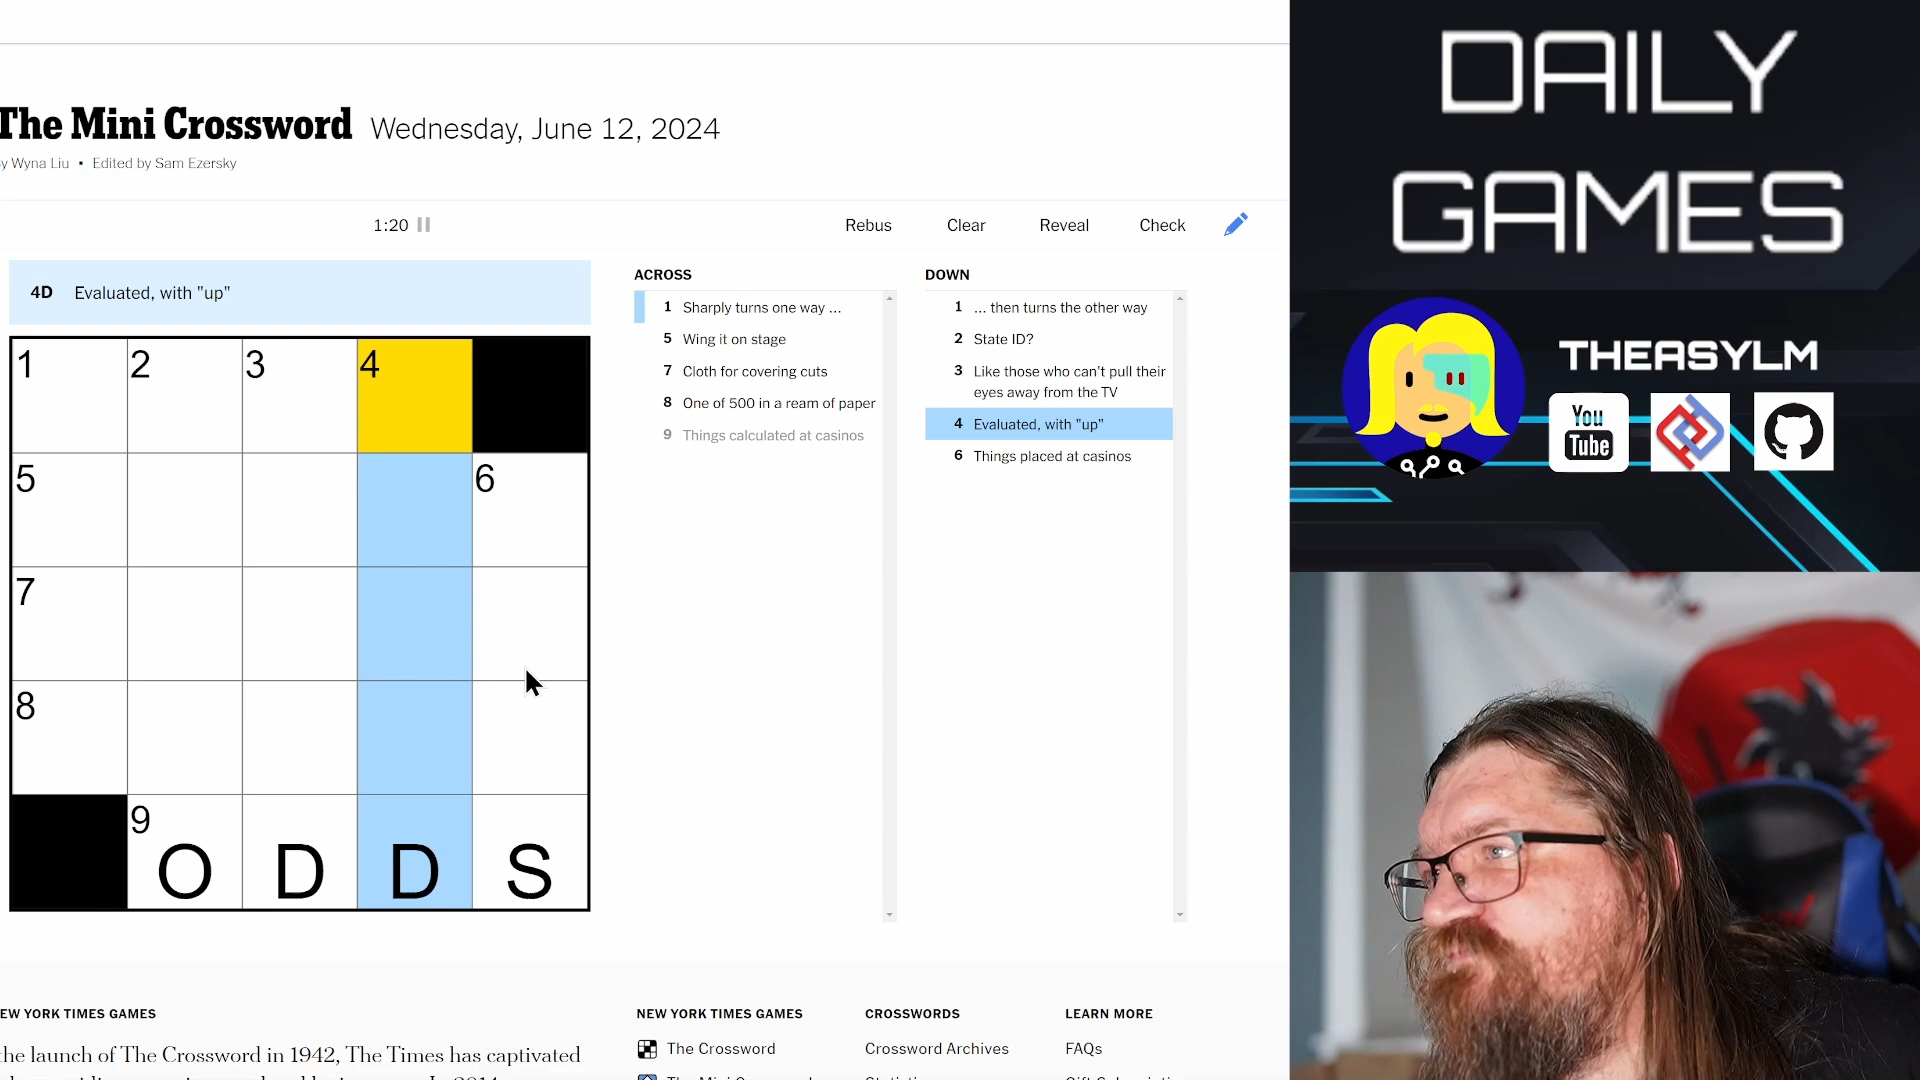 The Mini Crossword Wednesday, June 12, 2024
y Wyna Liu • Edited by Sam Ezersky
1:20
Rebus Clear Reveal Check
4D Evaluated, with "up"
1 2 3 4
5 6
7
8
9 O D D S
ACROSS
1 Sharply turns one way ...
5 Wing it on stage
7 Cloth for covering cuts
8 One of 500 in a ream of paper
9 Things calculated at casinos
DOWN
1 ... then turns the other way
2 State ID?
3 Like those who can't pull their
eyes away from the TV
4 Evaluated, with "up"
6 Things placed at casinos
EW YORK TIMES GAMES
the launch of The Crossword in 1942, The Times has captivated
NEW YORK TIMES GAMES
The Crossword
CROSSWORDS
Crossword Archives
LEARN MORE
FAQs
DAILY
GAMES
THEASYLM
You
Tube